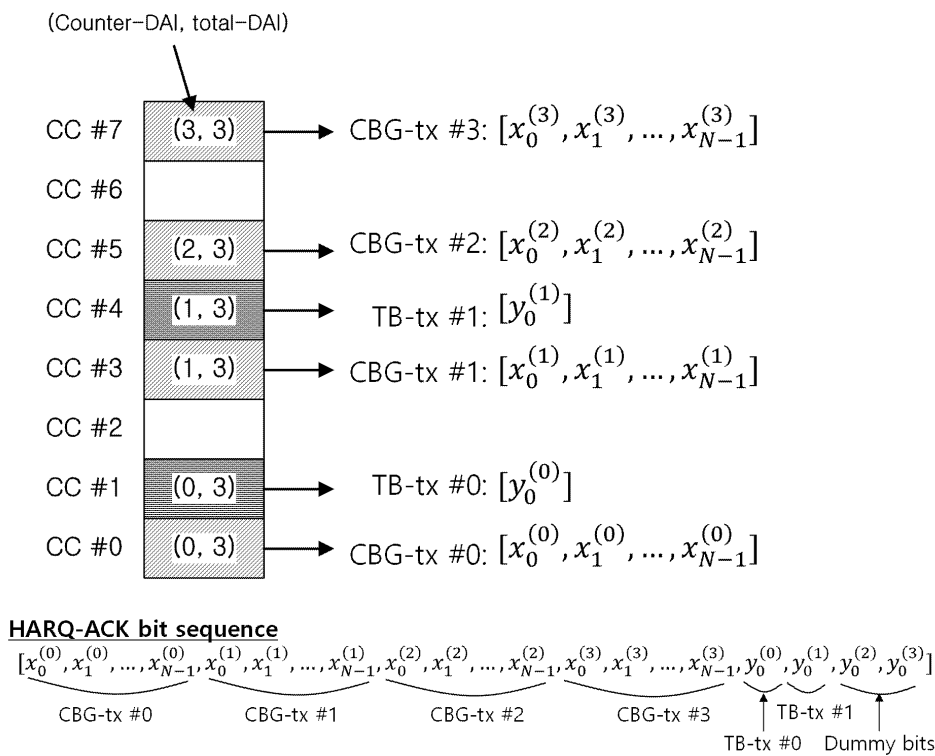 (Counter-DAI, total-DAI)
CC #7 (3, 3) CBG-tx #3: [x_0^{(3)}, x_1^{(3)}, ..., x_{N-1}^{(3)}]
CC #6
CC #5 (2, 3) CBG-tx #2: [x_0^{(2)}, x_1^{(2)}, ..., x_{N-1}^{(2)}]
CC #4 (1, 3) TB-tx #1: [y_0^{(1)}]
CC #3 (1, 3) CBG-tx #1: [x_0^{(1)}, x_1^{(1)}, ..., x_{N-1}^{(1)}]
CC #2
CC #1 (0, 3) TB-tx #0: [y_0^{(0)}]
CC #0 (0, 3) CBG-tx #0: [x_0^{(0)}, x_1^{(0)}, ..., x_{N-1}^{(0)}]
HARQ-ACK bit sequence
[x_0^{(0)}, x_1^{(0)}, ..., x_{N-1}^{(0)}, x_0^{(1)}, x_1^{(1)}, ..., x_{N-1}^{(1)}, x_0^{(2)}, x_1^{(2)}, ..., x_{N-1}^{(2)}, x_0^{(3)}, x_1^{(3)}, ..., x_{N-1}^{(3)}, y_0^{(0)}, y_0^{(1)}, y_0^{(2)}, y_0^{(3)}]
CBG-tx #0 CBG-tx #1 CBG-tx #2 CBG-tx #3 TB-tx #1
TB-tx #0 Dummy bits